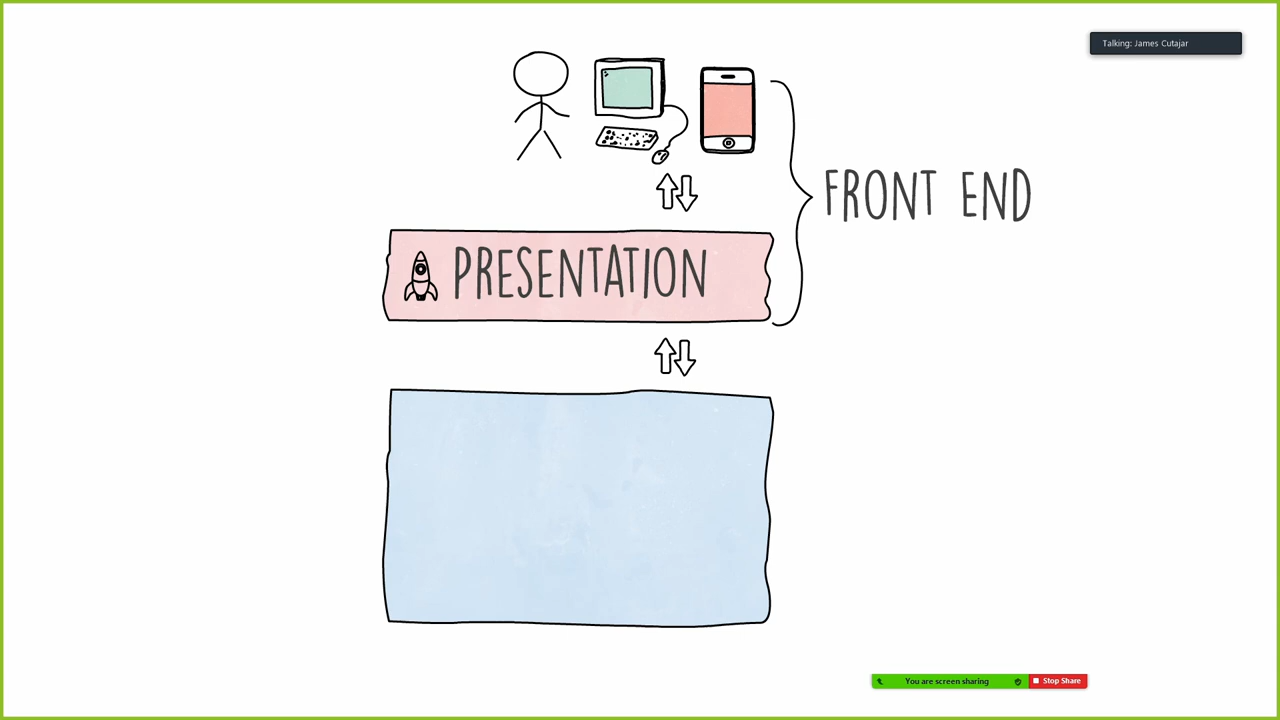 Talking: James Cutajar
FRONT END
PRESENTATION
You are screen sharing
Stop Share